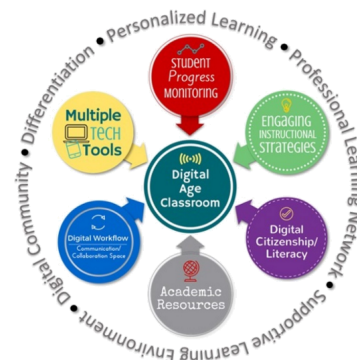 Personalized Learning • Professional Learning Network • Supportive Learning Environment • Digital Community • Differentiation •
STUDENT
Progress
MONITORING
Multiple
TECH
Tools
ENGAGING
INSTRUCTIONAL
STRATEGIES
Digital
Age
Classroom
Digital Workflow
Communication/
Collaboration Space
Digital
Citizenship/
Literacy
Academic
Resources